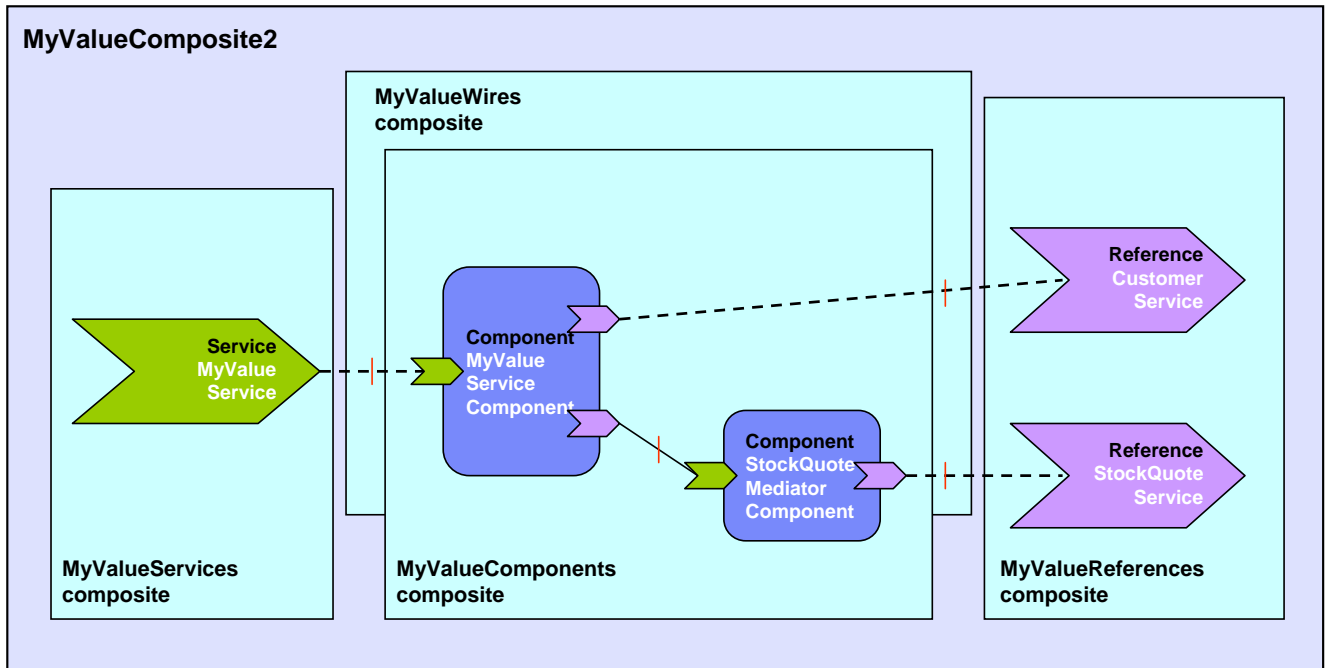 MyValueComposite2
MyValueWires
composite
Service
MyValue
Service
Component
MyValue
Service
Component
Component
StockQuote
Mediator
Component
Reference
Customer
Service
Reference
StockQuote
Service
MyValueServices
composite
MyValueComponents
composite
MyValueReferences
composite